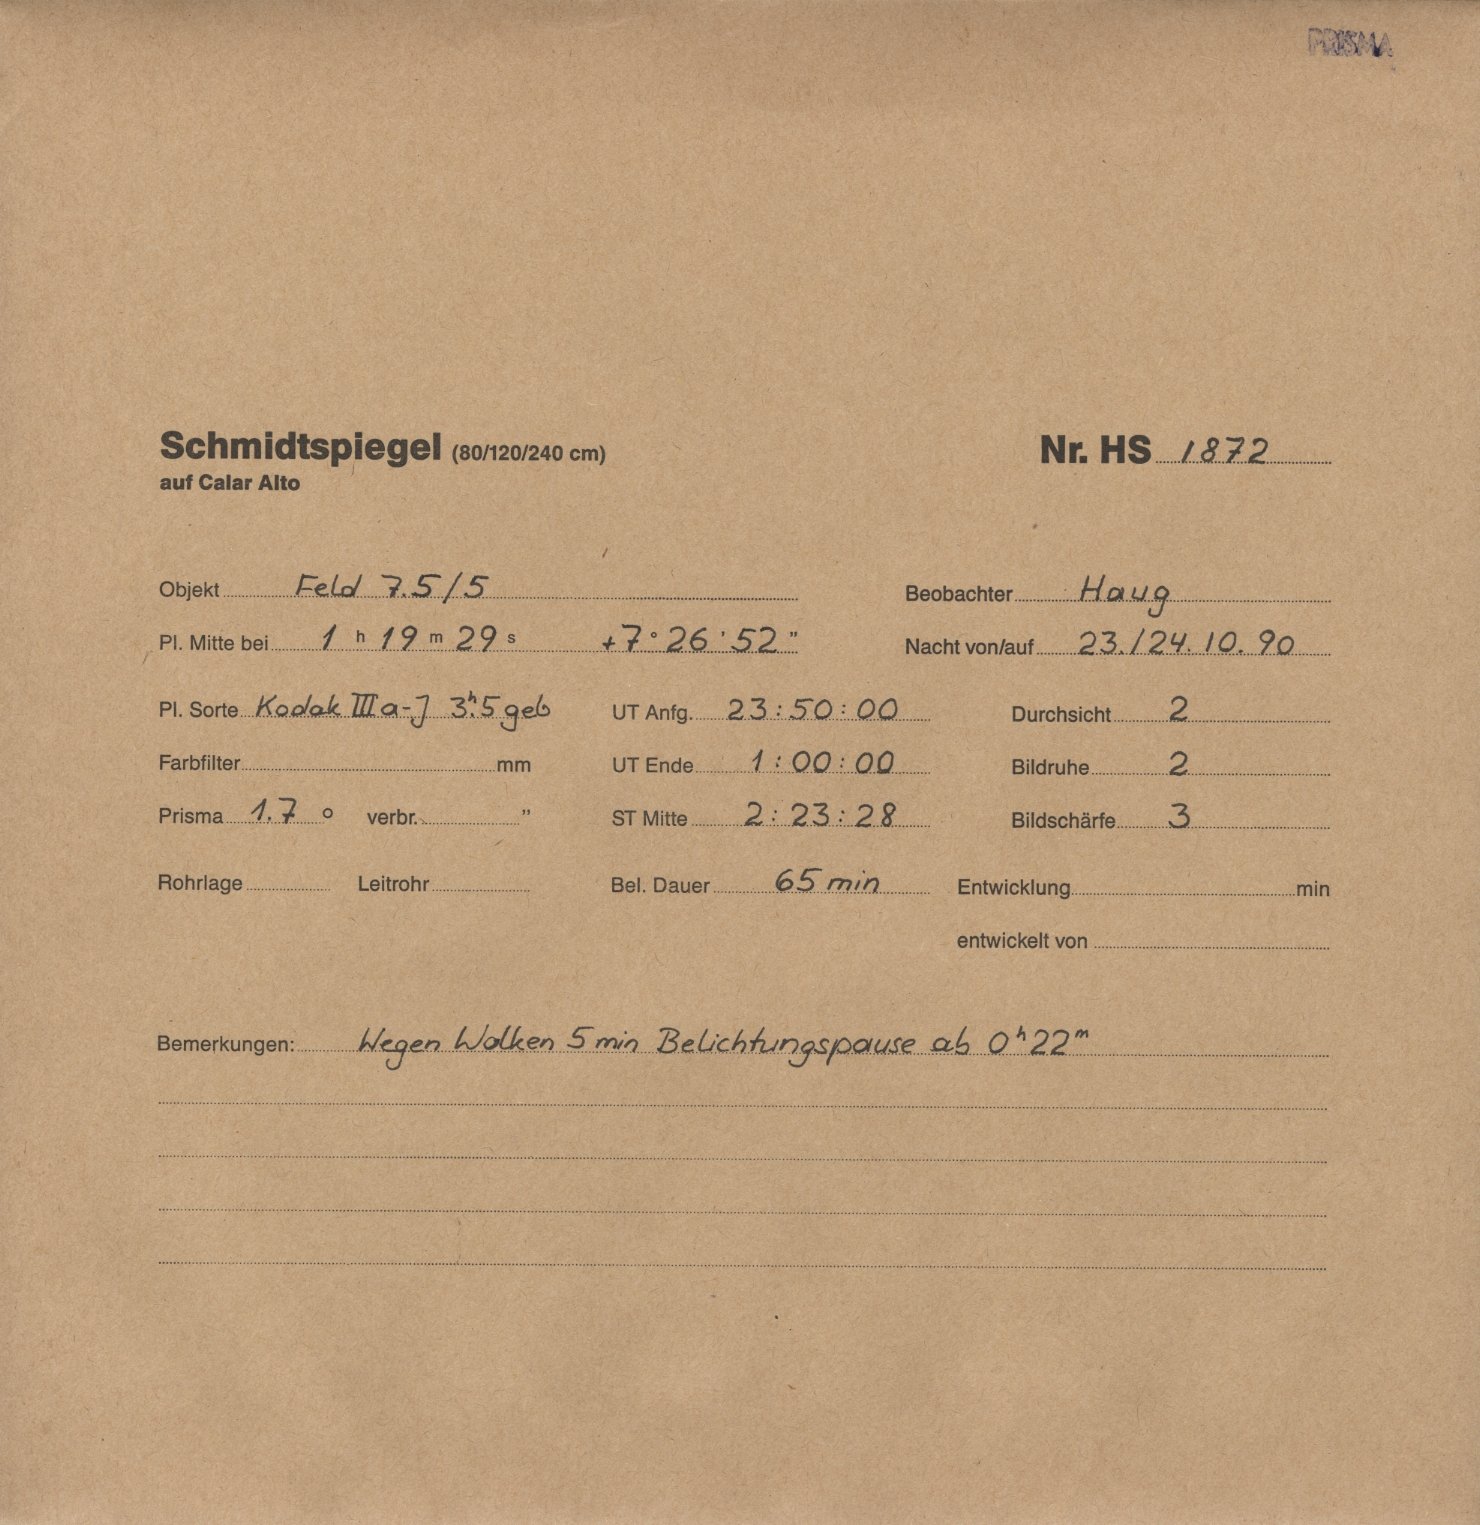 PRISMA
Schmidtspiegel (80/120/240 cm) Nr. HS 1872
auf Calar Alto
Objekt Feld 7.5/5 Beobachter Haug
Pl. Mitte bei 1 h 19 m 29 s +7° 26' 52" Nacht von/auf 23./24. 10. 90
Pl. Sorte Kodak III a-J 3ʰ.5 geb UT Anfg. 23:50:00 Durchsicht 2
Farbfilter mm UT Ende 1:00:00 Bildruhe 2
Prisma 1.7 ° verbr. " ST Mitte 2:23:28 Bildschärfe 3
Rohrlage Leitrohr Bel. Dauer 65 min Entwicklung min
entwickelt von
Bemerkungen: Wegen Wolken 5 min Belichtungspause ab 0ʰ22ᵐ